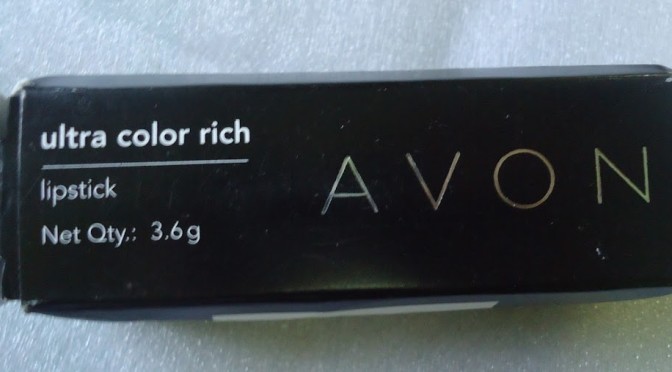 ultra color rich
lipstick
Net Qty.: 3.6g
AVON